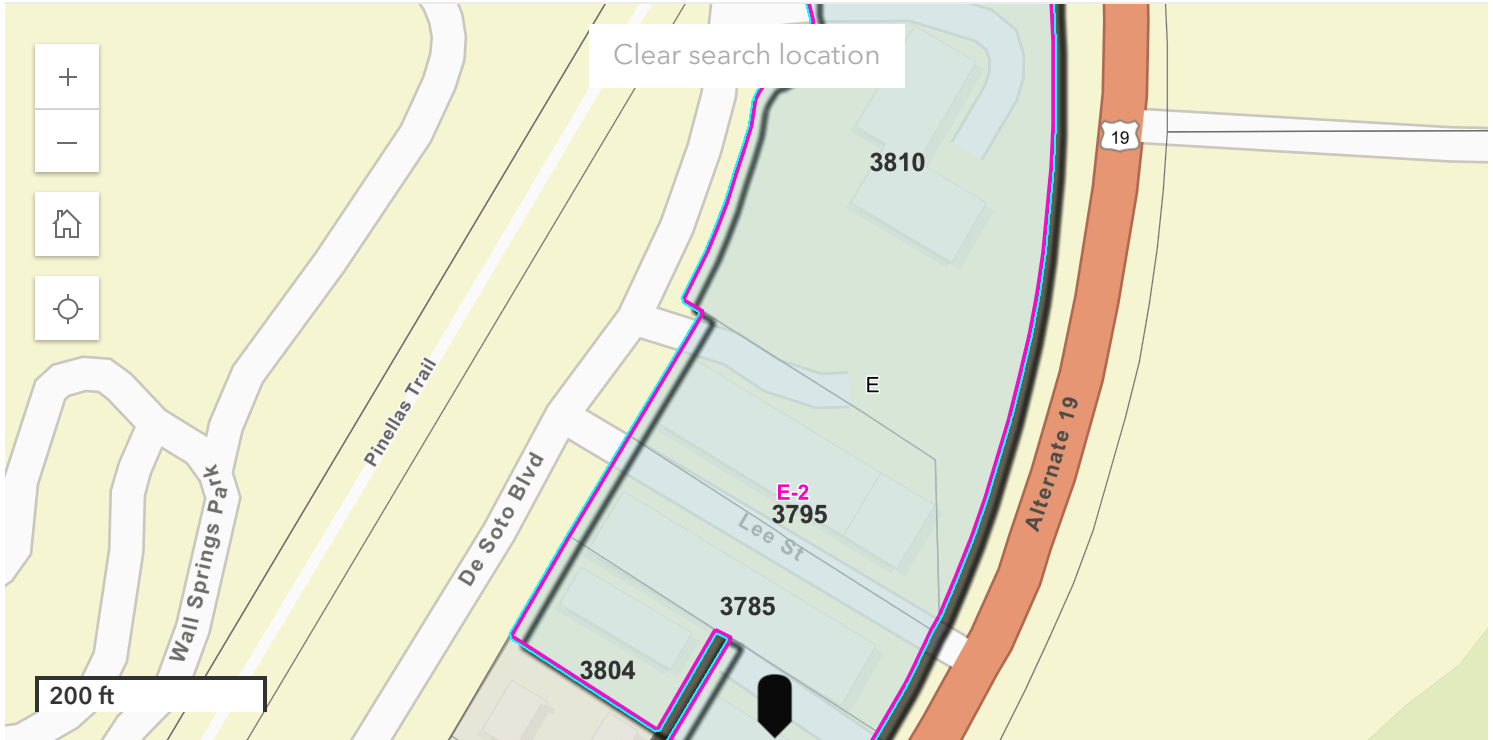 Clear search location
19
3810
Pinellas Trail
E
Alternate 19
E-2
3795
Lee St
De Soto Blvd
Wall Springs Park
3785
3804
200 ft